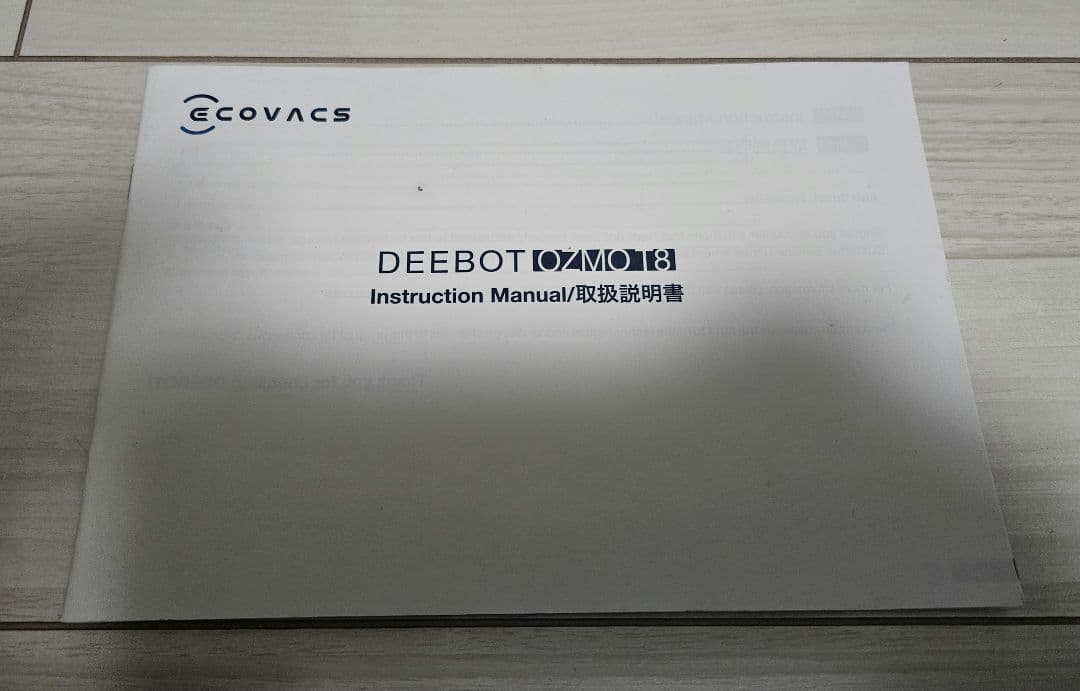 ECOVACS
DEEBOT OZMO T8
Instruction Manual/取扱説明書